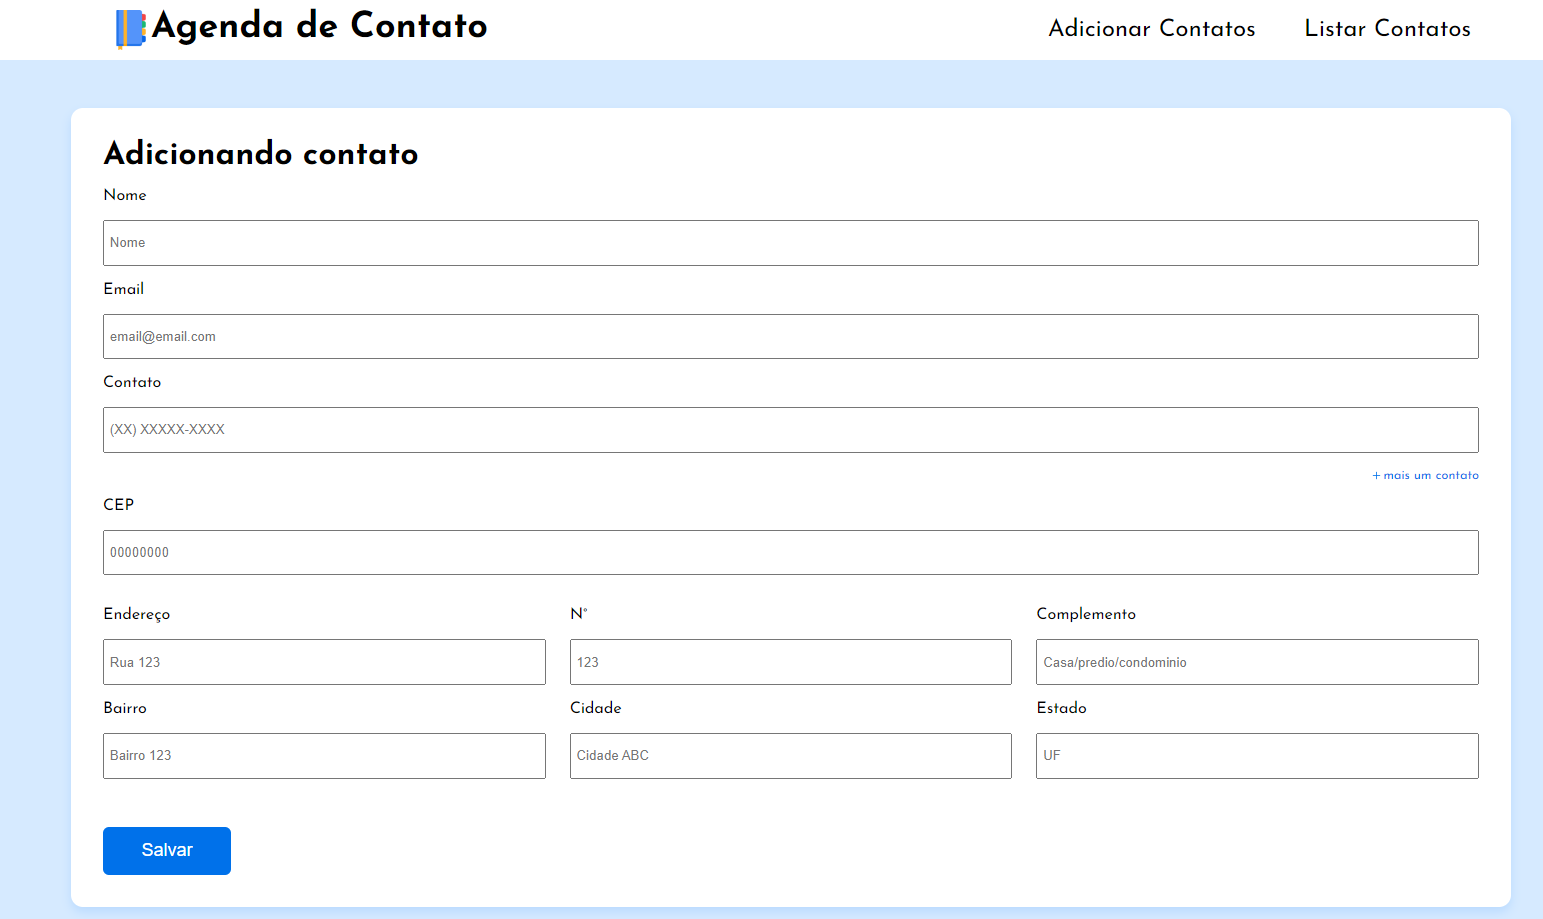 Agenda de Contato
Adicionar Contatos
Listar Contatos
Adicionando contato
Nome
Nome
Email
email@email.com
Contato
(XX) XXXXX-XXXX
+ mais um contato
CEP
00000000
Endereço
N°
Complemento
Rua 123
123
Casa/predio/condominio
Bairro
Cidade
Estado
Bairro 123
Cidade ABC
UF
Salvar